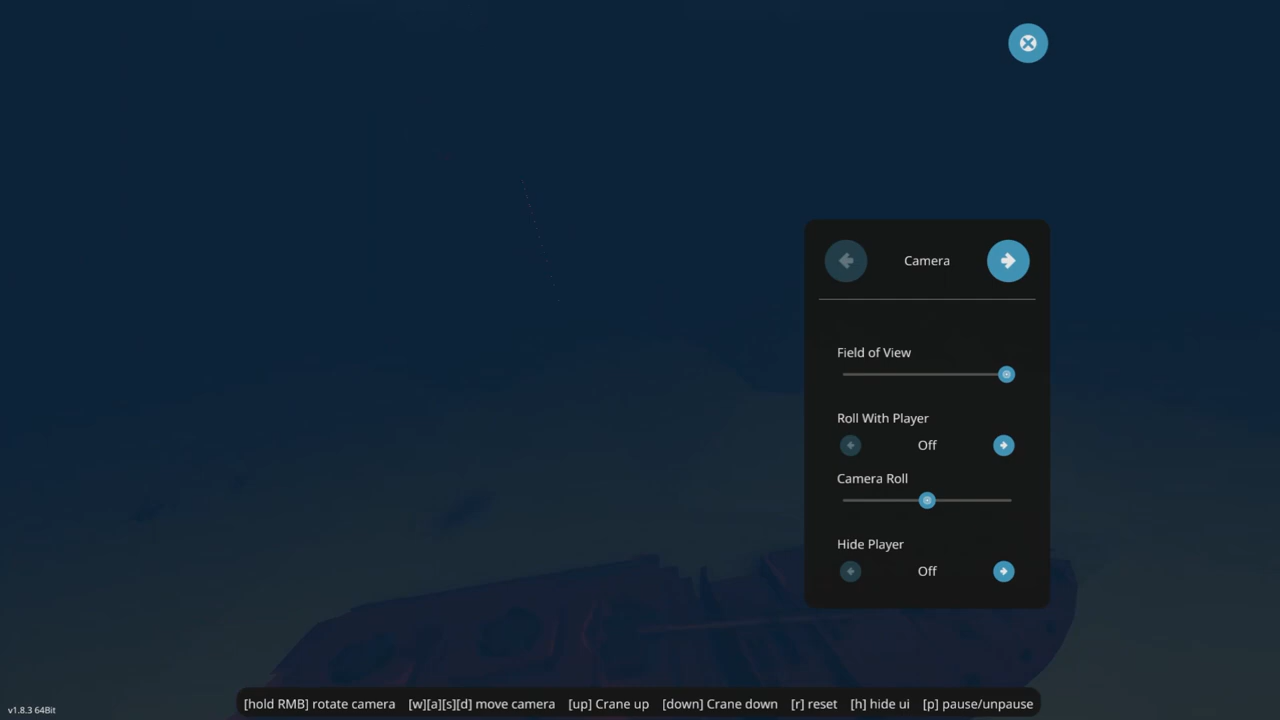 Camera
Field of View
Roll With Player
Off
Camera Roll
Hide Player
Off
[hold RMB] rotate camera [w][a][s][d] move camera [up] Crane up [down] Crane down [r] reset [h] hide ui [p] pause/unpause
v1.8.3 64Bit